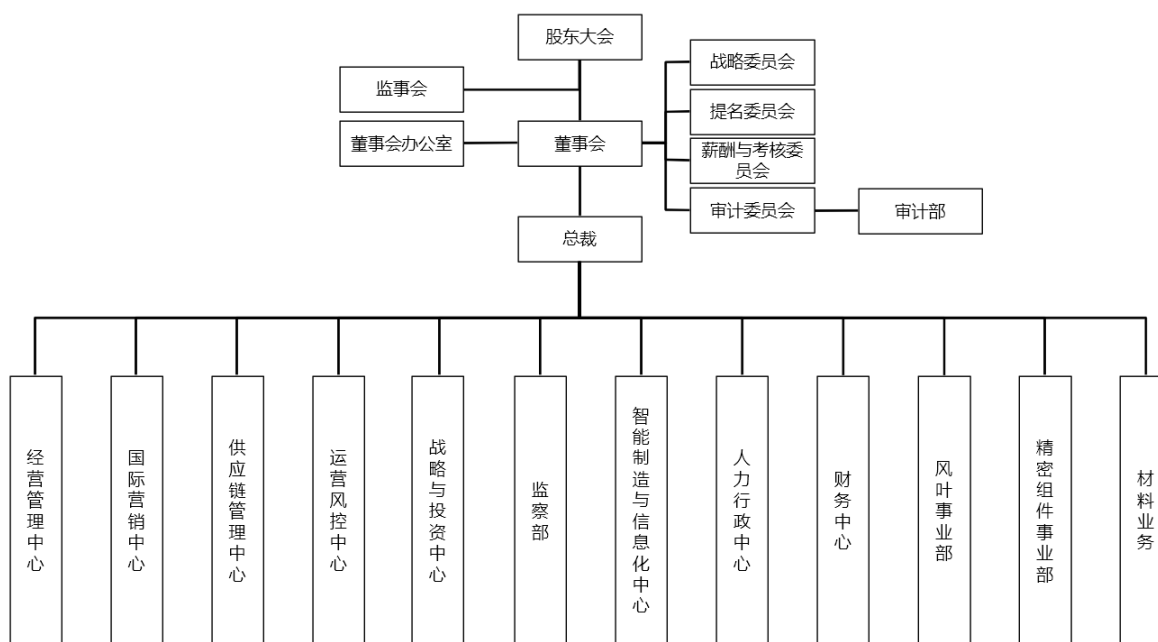 股东大会
监事会
战略委员会
提名委员会
董事会办公室
董事会
薪酬与考核委
员会
审计委员会
审计部
总裁
经营管理中心
国际营销中心
供应链管理中心
运营风控中心
战略与投资中心
监察部
智能制造与信息化中心
人力行政中心
财务中心
风叶事业部
精密组件事业部
材料业务